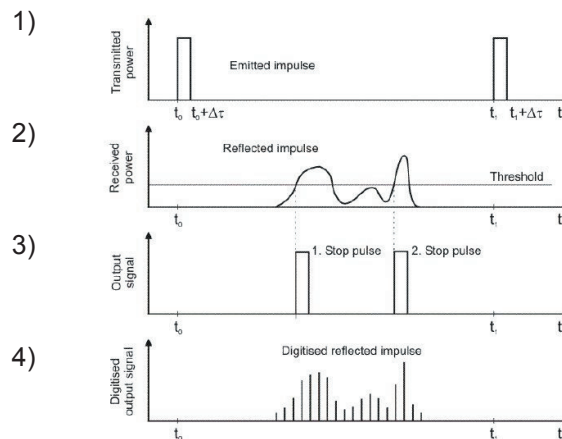 1)
Transmitted power
Emitted impulse
t₀ t₀+Δτ t₁ t₁+Δτ t
2)
Received power
Reflected impulse
Threshold
t₀ t₁ t
3)
Output signal
1. Stop pulse 2. Stop pulse
t₀ t₁ t
4)
Digitised output signal
Digitised reflected impulse
t₀ t₁ t